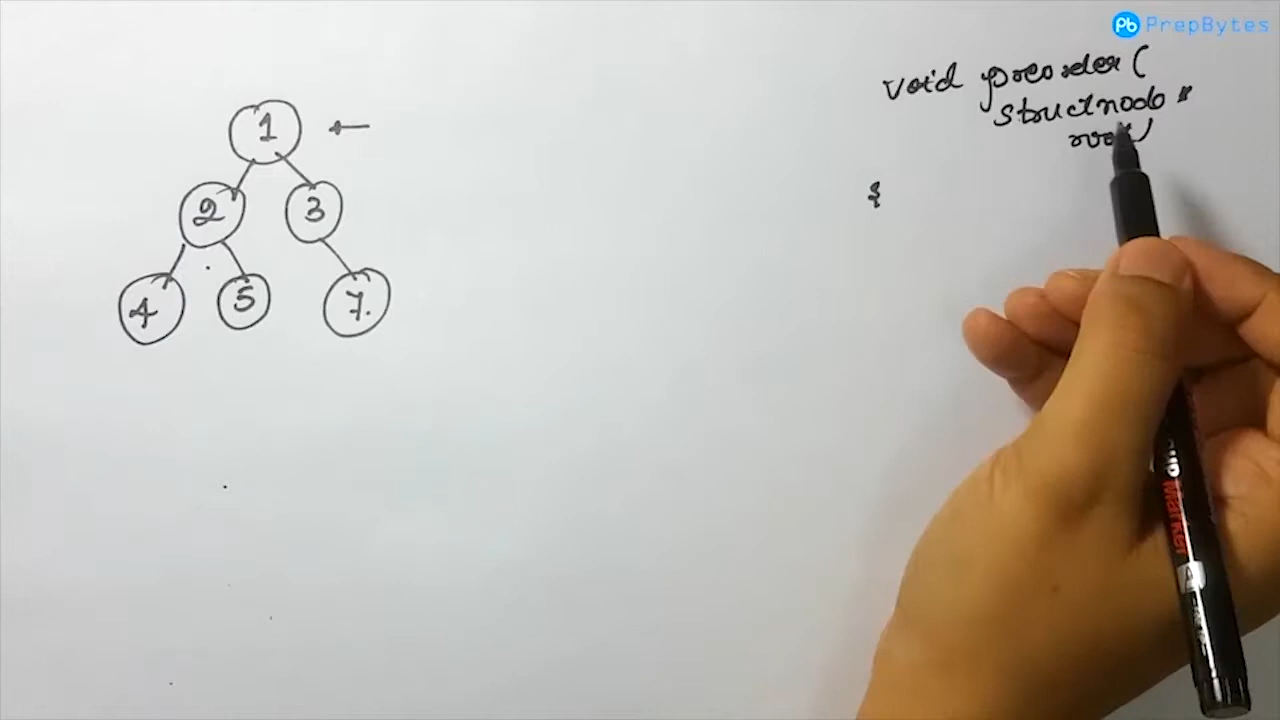 PrepBytes
void preorder(
struct node *
root)
{
1
2 3
4 5 7.